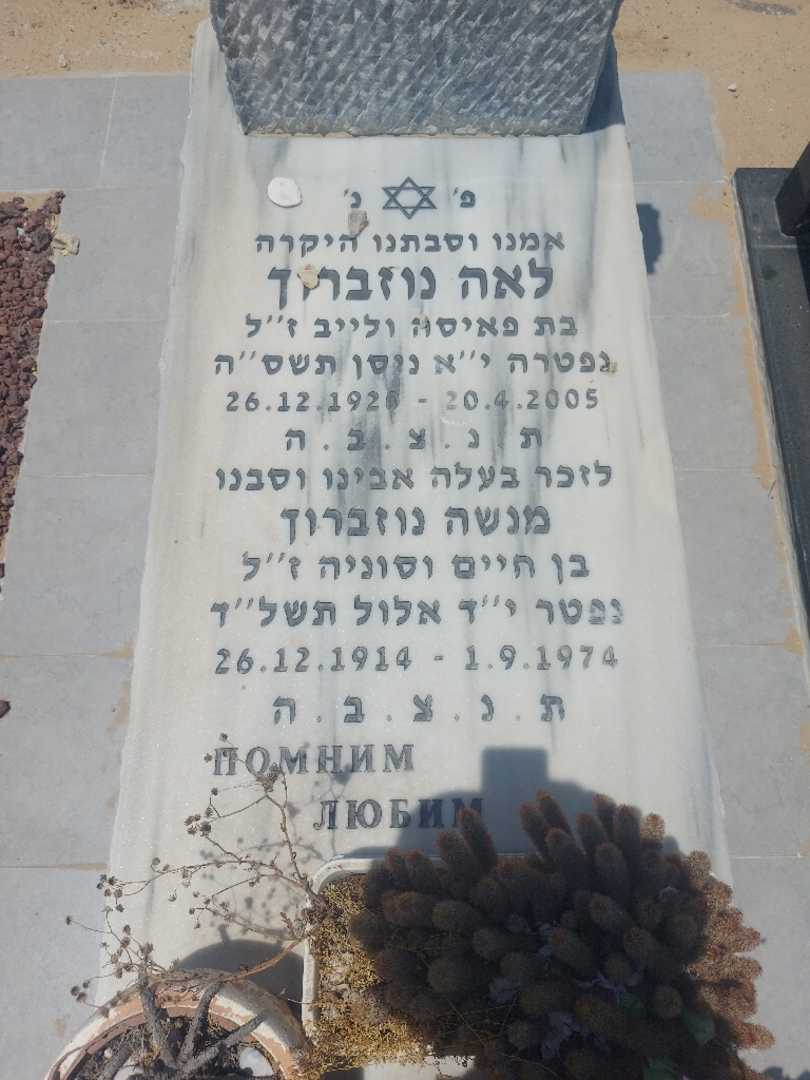 פ' נ'
אמנו וסבתנו היקרה
לאה נוזברוך
בת פאיסה ולייב ז''ל
נפטרה י''א ניסן תשס''ה
26.12.1920 - 20.4.2005
ת . נ . צ . ב . ה
לזכר בעלה אבינו וסבנו
מנשה נוזברוך
בן חיים וסוניה ז''ל
נפטר י''ד אלול תשל''ד
26.12.1914 - 1.9.1974
ת . נ . צ . ב . ה
ПОМНИМ
ЛЮБИМ